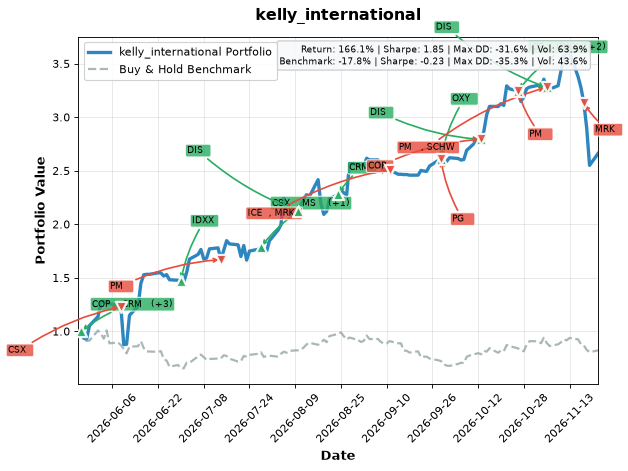 kelly_international
DIS
kelly_international Portfolio
Buy & Hold Benchmark
Return: 166.1% | Sharpe: 1.85 | Max DD: -31.6% | Vol: 63.9%
Benchmark: -17.8% | Sharpe: -0.23 | Max DD: -35.3% | Vol: 43.6%
+2)
OXY
DIS
MRK
PM
PM , SCHW
DIS
CSX
MS (+1)
ICE , MRK
IDXX
PG
PM
COP
RM (+3)
CSX
3.5
3.0
2.5
2.0
1.5
1.0
Portfolio Value
2026-06-06
2026-06-22
2026-07-08
2026-07-24
2026-08-09
2026-08-25
2026-09-10
2026-09-26
2026-10-12
2026-10-28
2026-11-13
Date